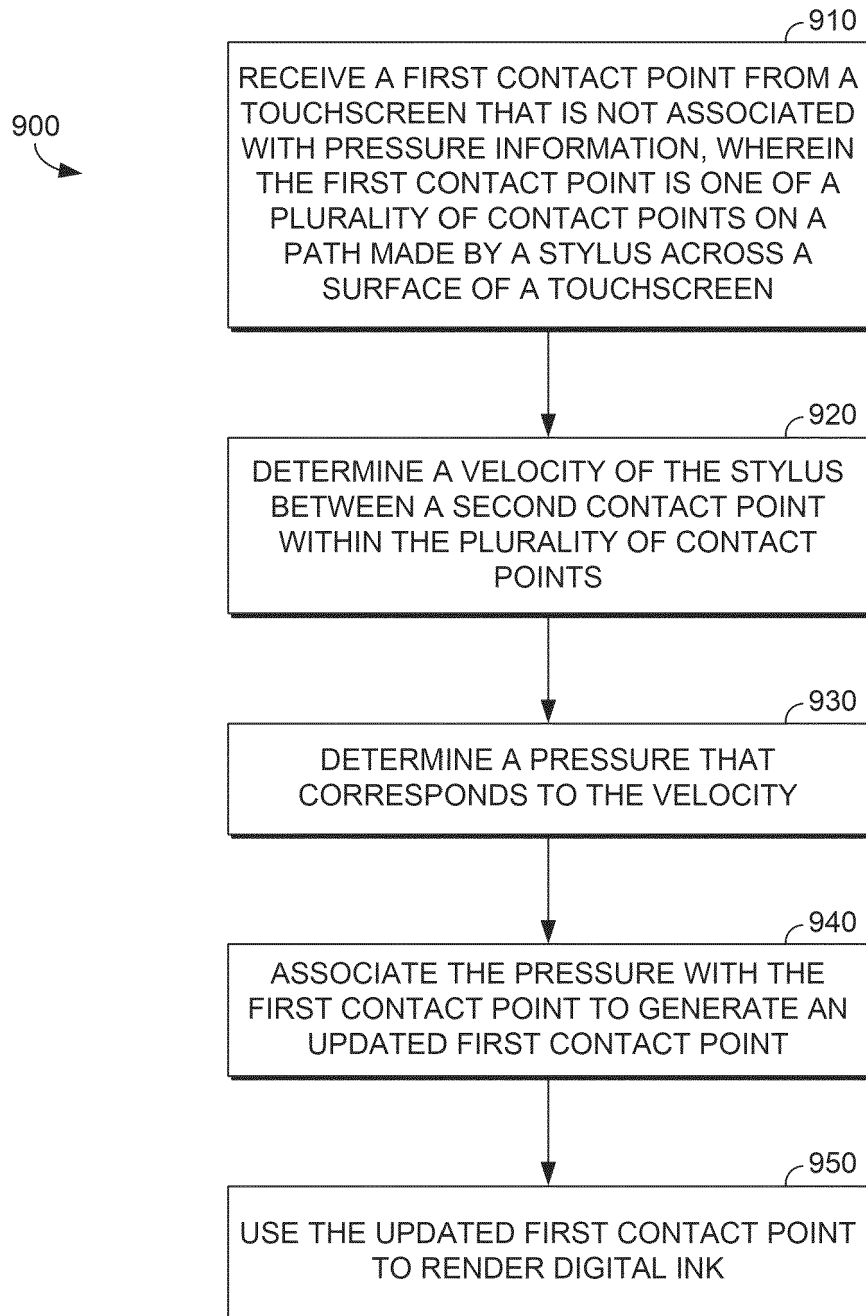 910
RECEIVE A FIRST CONTACT POINT FROM A
TOUCHSCREEN THAT IS NOT ASSOCIATED
WITH PRESSURE INFORMATION, WHEREIN
THE FIRST CONTACT POINT IS ONE OF A
PLURALITY OF CONTACT POINTS ON A
PATH MADE BY A STYLUS ACROSS A
SURFACE OF A TOUCHSCREEN
900
920
DETERMINE A VELOCITY OF THE STYLUS
BETWEEN A SECOND CONTACT POINT
WITHIN THE PLURALITY OF CONTACT
POINTS
930
DETERMINE A PRESSURE THAT
CORRESPONDS TO THE VELOCITY
940
ASSOCIATE THE PRESSURE WITH THE
FIRST CONTACT POINT TO GENERATE AN
UPDATED FIRST CONTACT POINT
950
USE THE UPDATED FIRST CONTACT POINT
TO RENDER DIGITAL INK